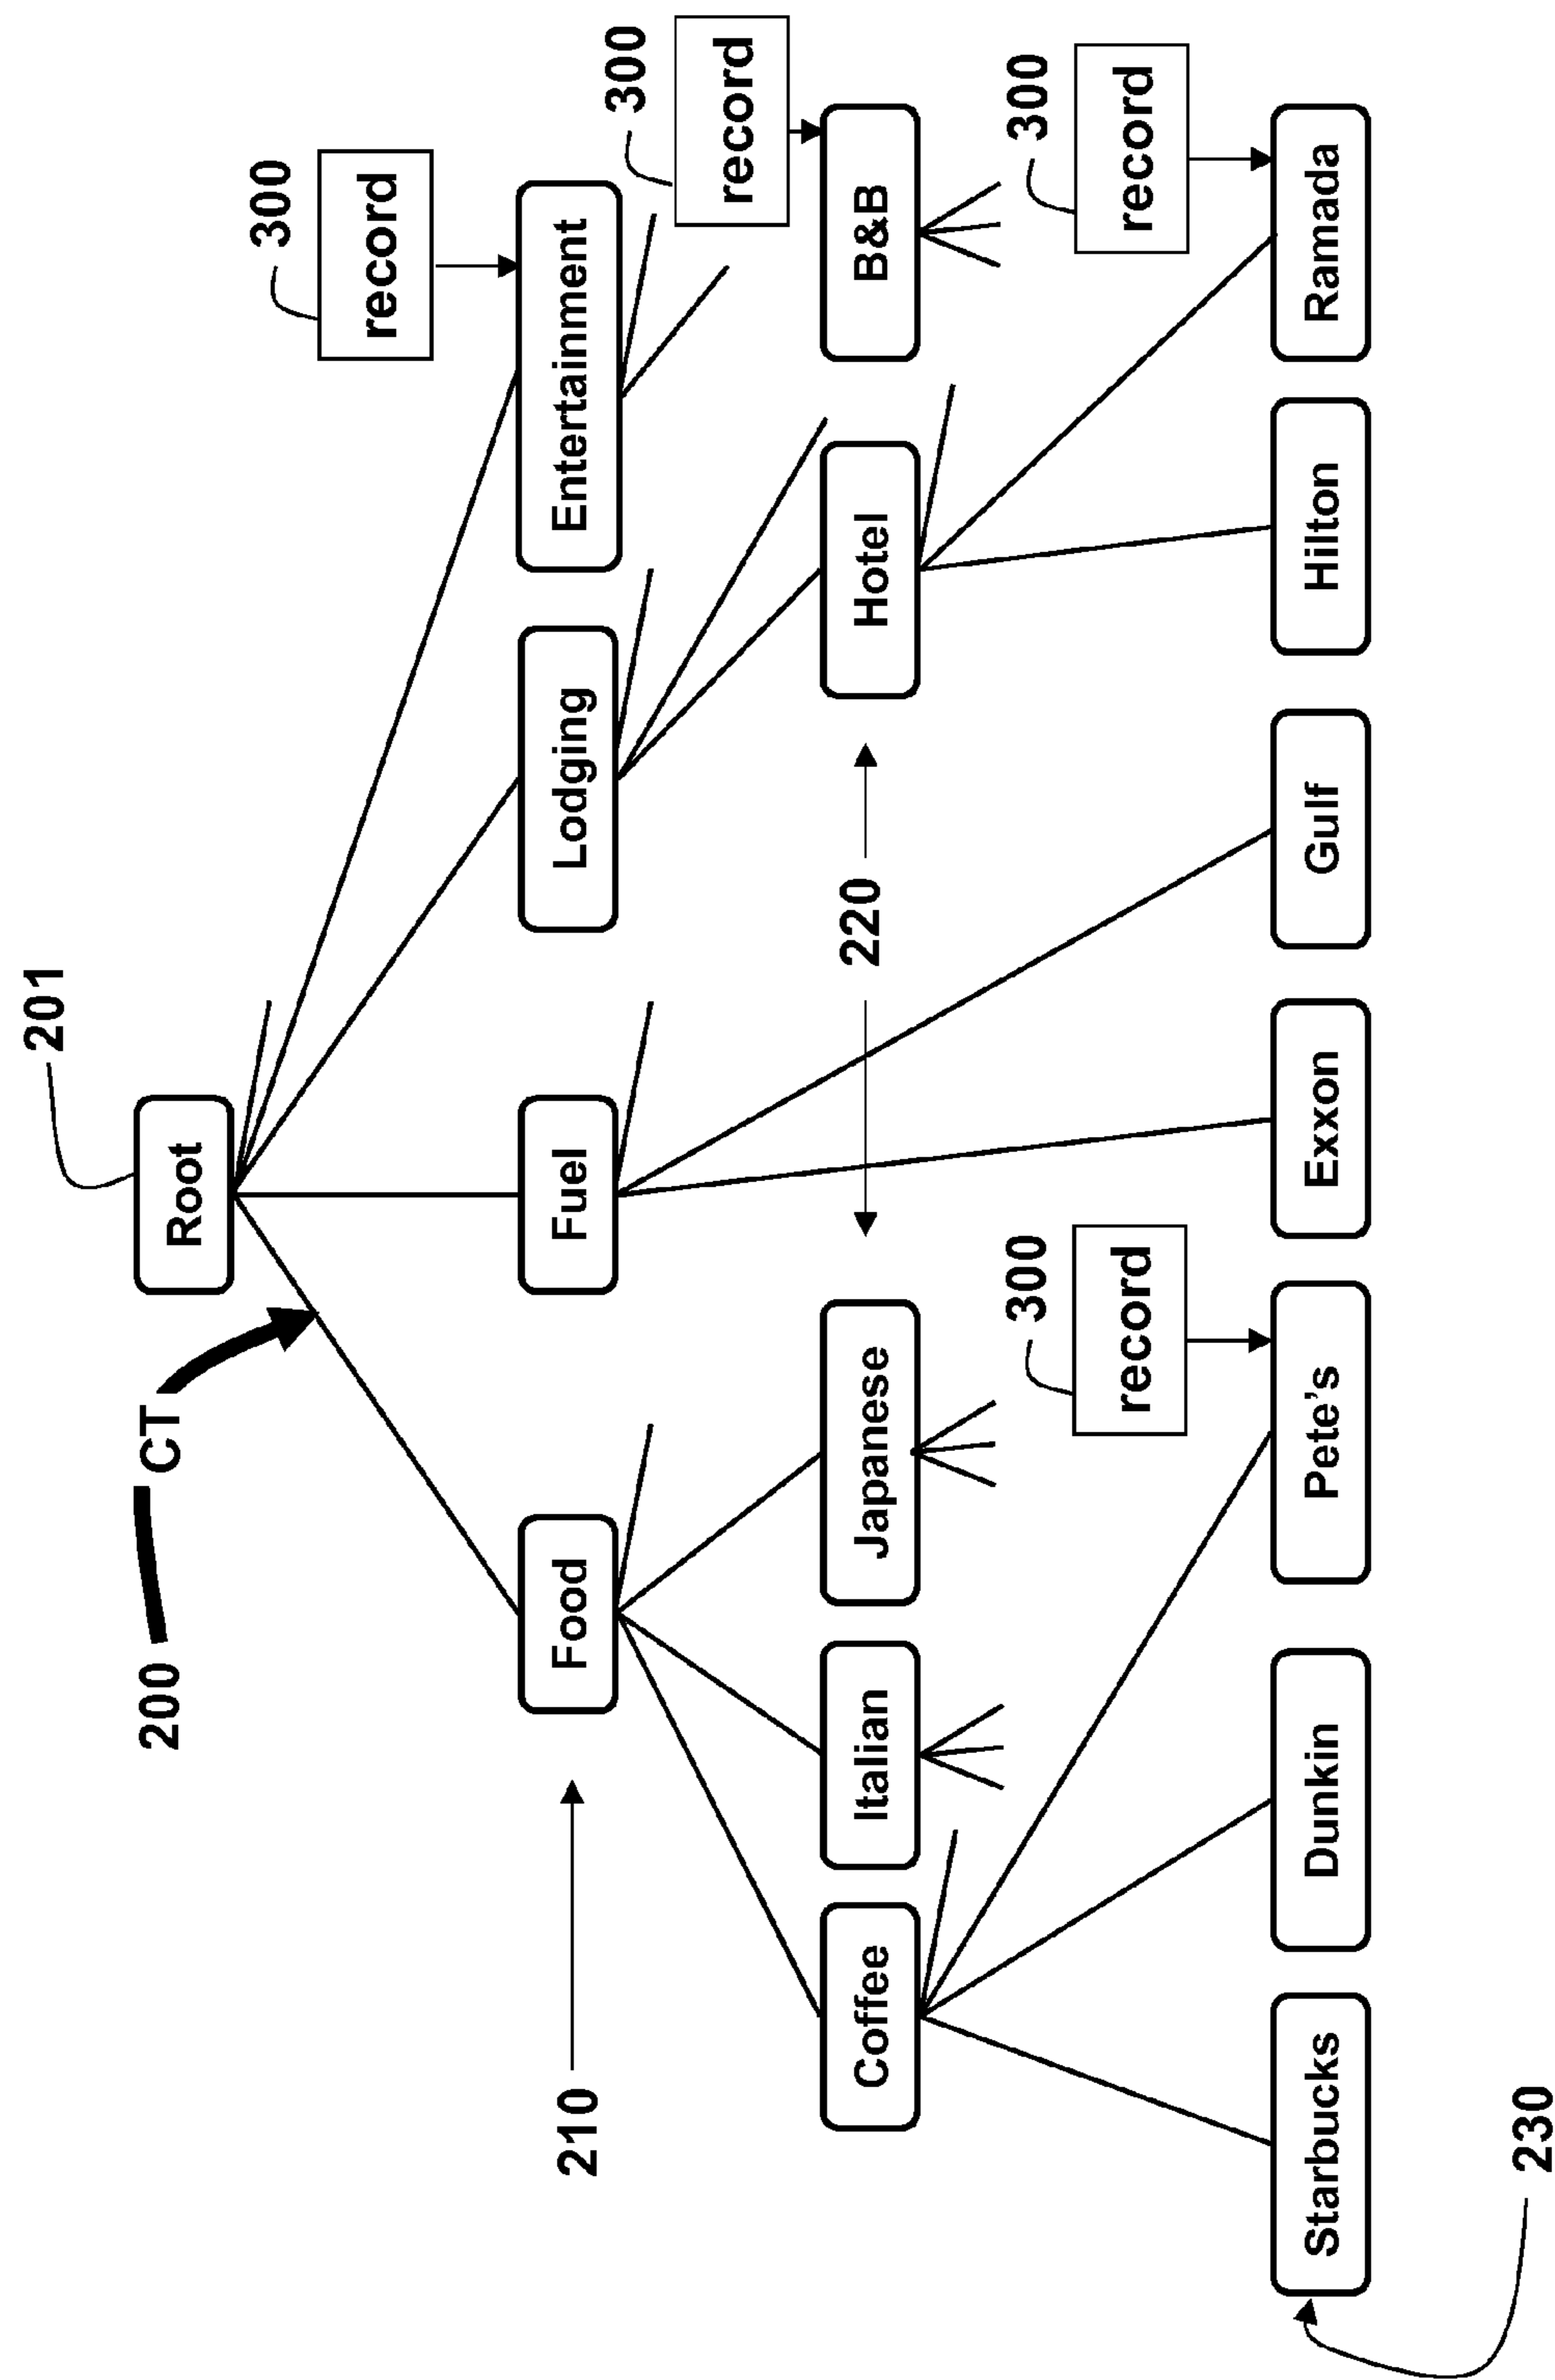 201
Root
200
CT
300
record
210
Food
Fuel
Lodging
Entertainment
300
record
220
Coffee
Italian
Japanese
Hotel
B&B
300
record
300
record
Starbucks
Dunkin
Pete's
Exxon
Gulf
Hilton
Ramada
230